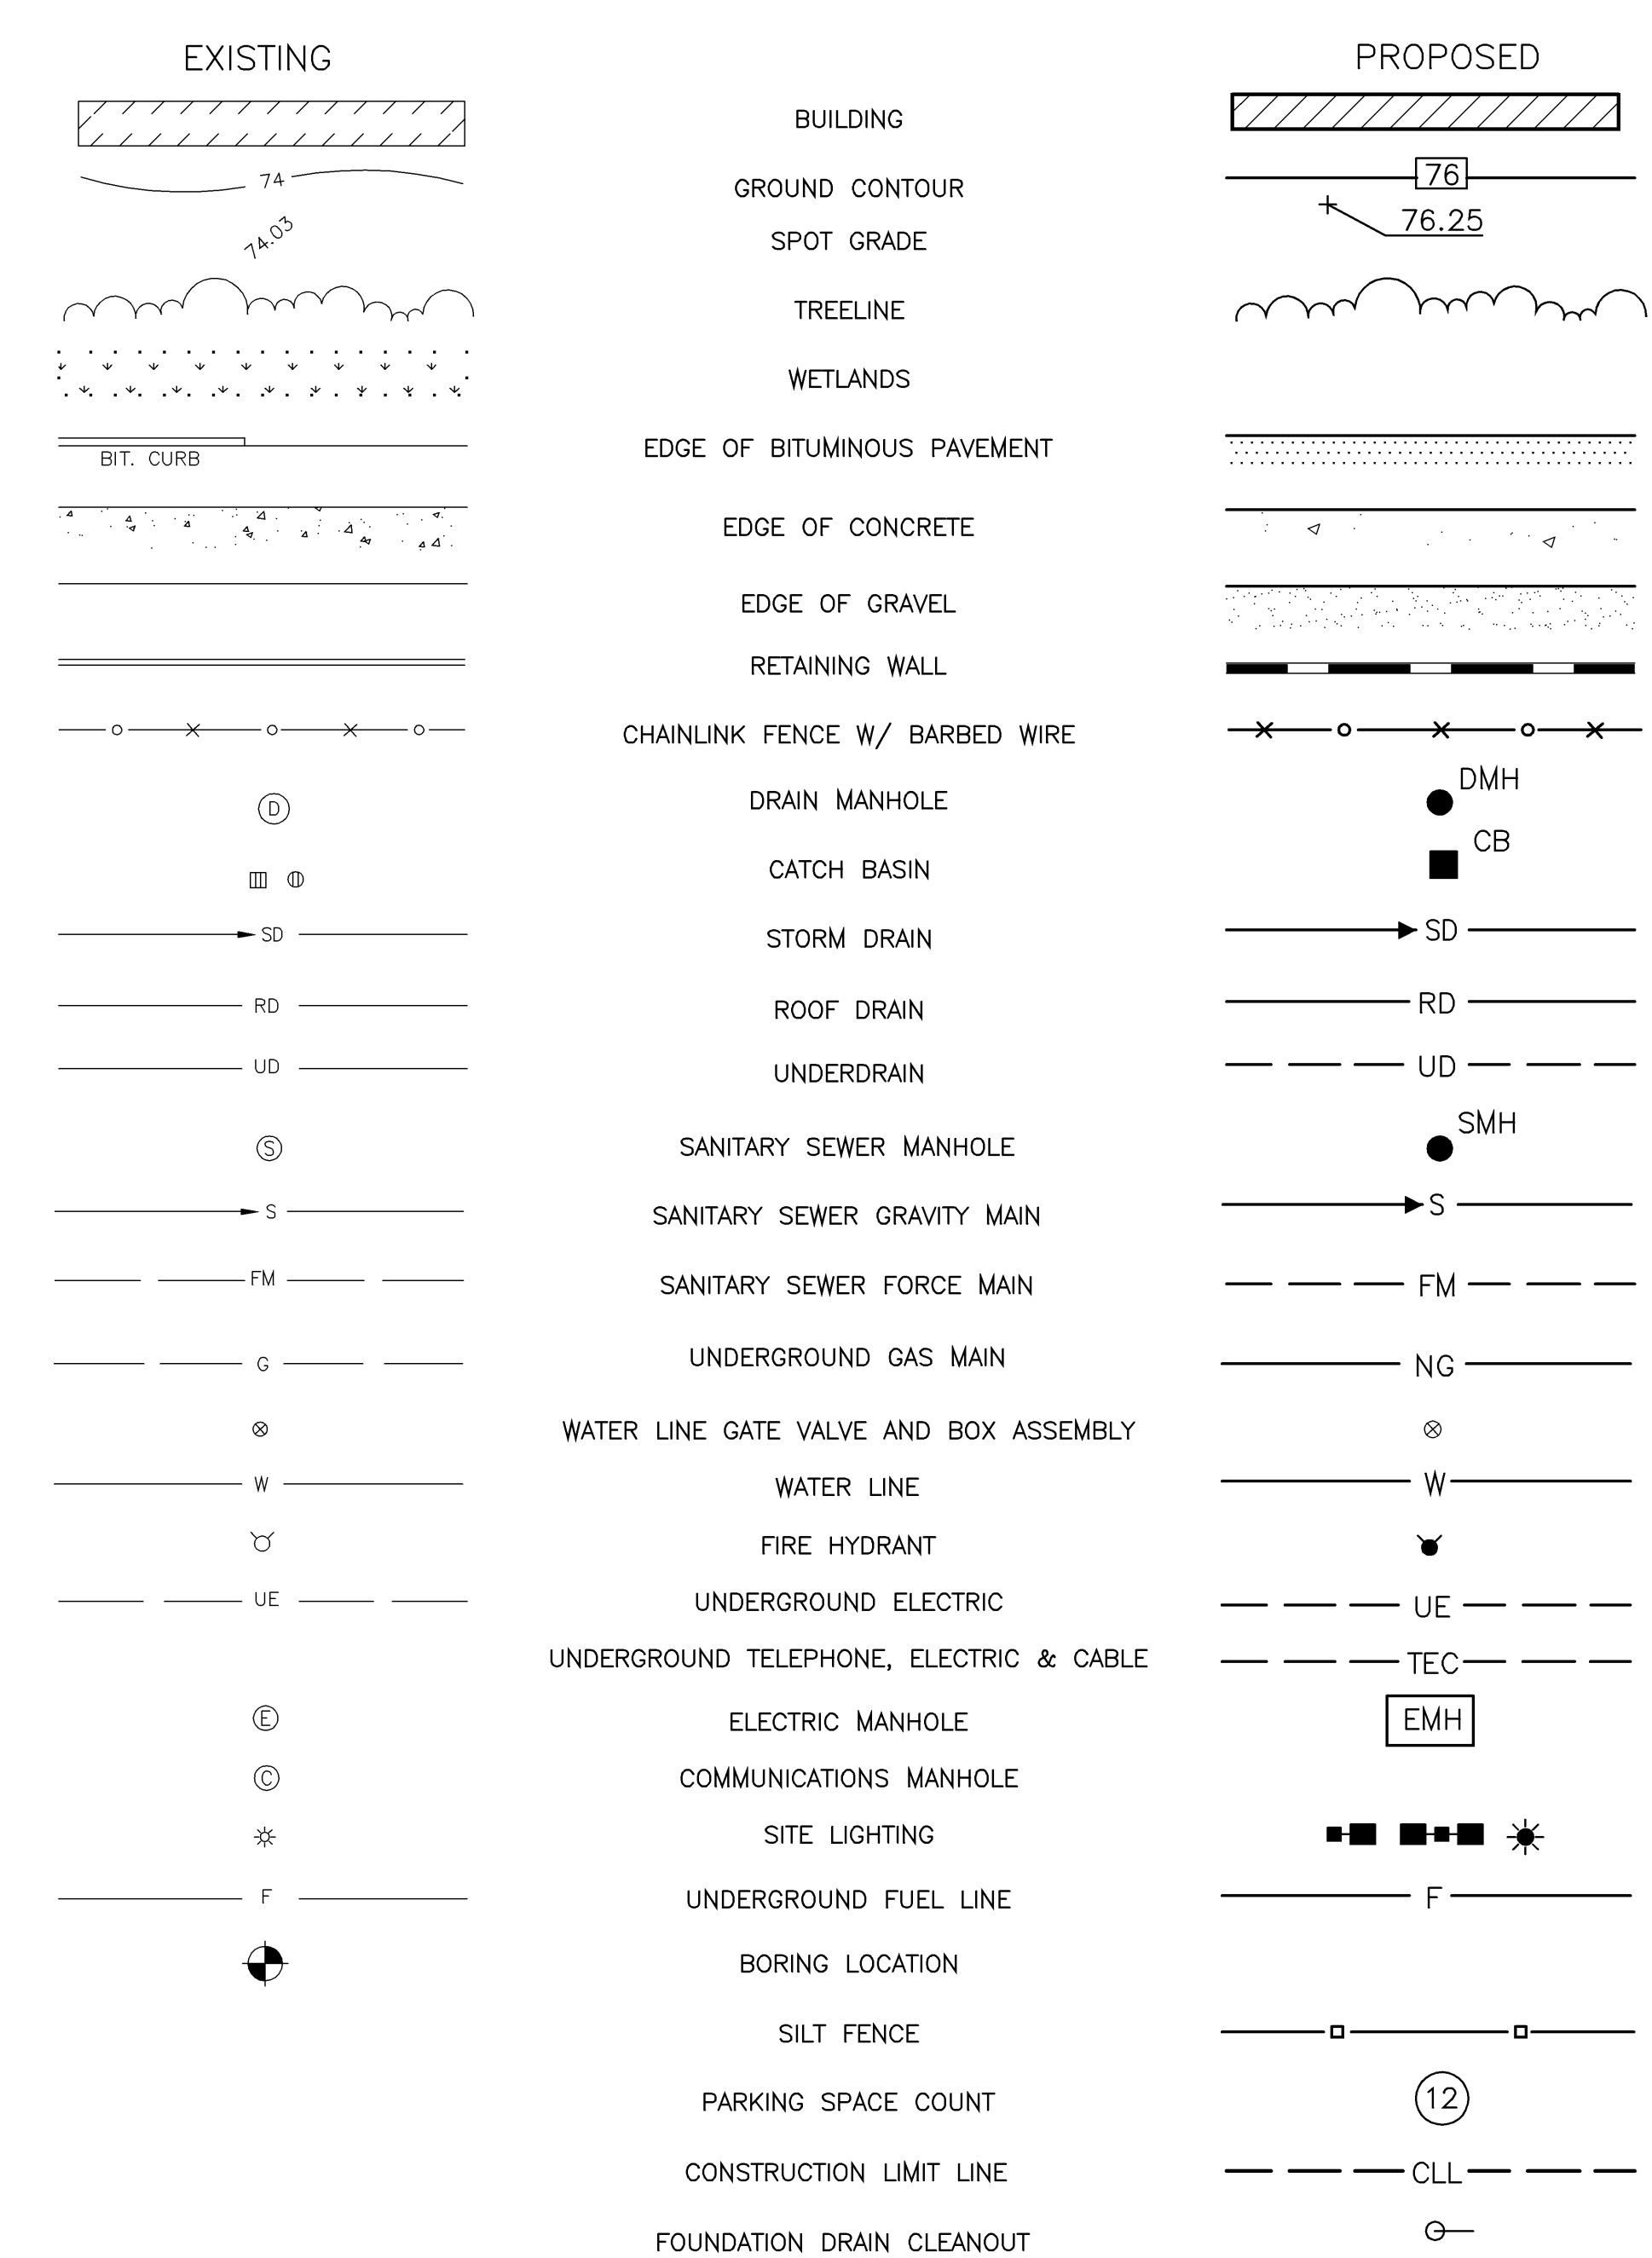 EXISTING PROPOSED
BUILDING
74 GROUND CONTOUR 76
74.03 SPOT GRADE 76.25
TREELINE
WETLANDS
EDGE OF BITUMINOUS PAVEMENT
BIT. CURB
EDGE OF CONCRETE
EDGE OF GRAVEL
RETAINING WALL
CHAINLINK FENCE W/ BARBED WIRE
D DRAIN MANHOLE DMH
CATCH BASIN CB
SD STORM DRAIN SD
RD ROOF DRAIN RD
UD UNDERDRAIN UD
S SANITARY SEWER MANHOLE SMH
S SANITARY SEWER GRAVITY MAIN S
FM SANITARY SEWER FORCE MAIN FM
G UNDERGROUND GAS MAIN NG
WATER LINE GATE VALVE AND BOX ASSEMBLY
W WATER LINE W
FIRE HYDRANT
UE UNDERGROUND ELECTRIC UE
UNDERGROUND TELEPHONE, ELECTRIC & CABLE TEC
E ELECTRIC MANHOLE EMH
C COMMUNICATIONS MANHOLE
SITE LIGHTING
F UNDERGROUND FUEL LINE F
BORING LOCATION
SILT FENCE
PARKING SPACE COUNT 12
CONSTRUCTION LIMIT LINE CLL
FOUNDATION DRAIN CLEANOUT